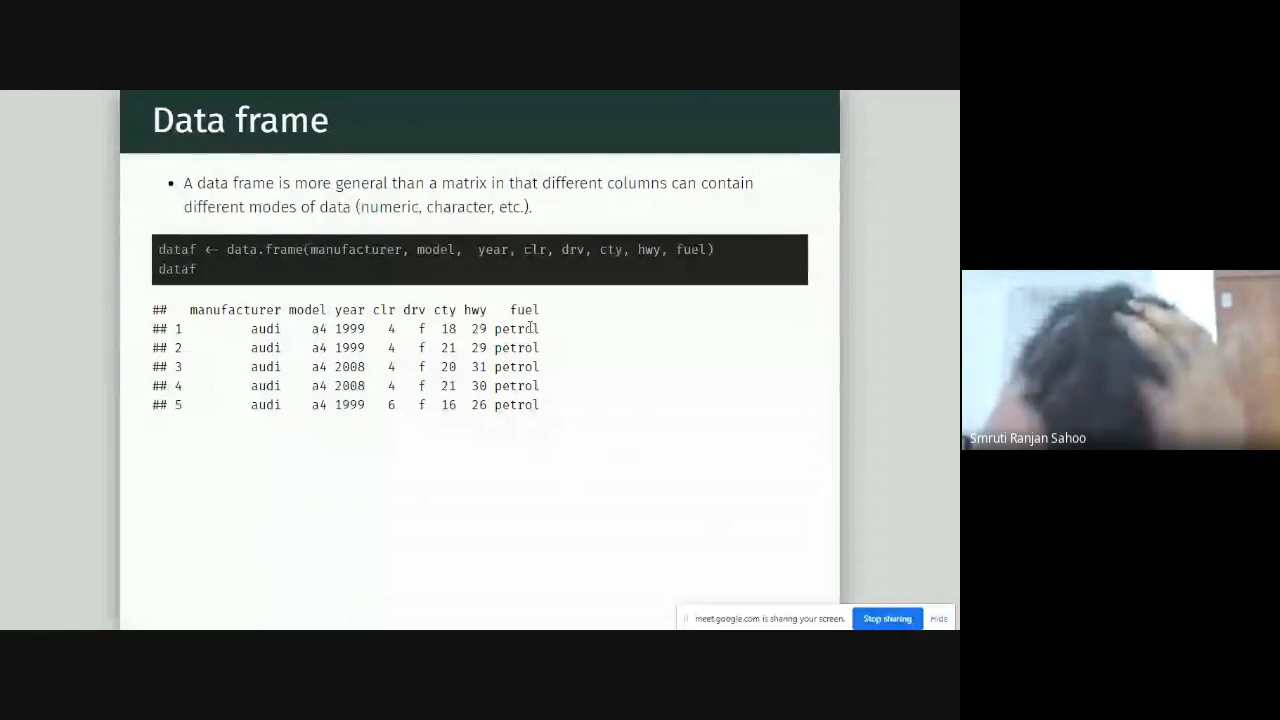 Data frame
• A data frame is more general than a matrix in that different columns can contain
different modes of data (numeric, character, etc.).
dataf ← data.frame(manufacturer, model,  year, clr, drv, cty, hwy, fuel)
dataf
##   manufacturer model year clr drv cty hwy   fuel
## 1         audi    a4 1999   4   f  18  29 petrol
## 2         audi    a4 1999   4   f  21  29 petrol
## 3         audi    a4 2008   4   f  20  31 petrol
## 4         audi    a4 2008   4   f  21  30 petrol
## 5         audi    a4 1999   6   f  16  26 petrol
Smruti Ranjan Sahoo
meet.google.com is sharing your screen. Stop sharing Hide